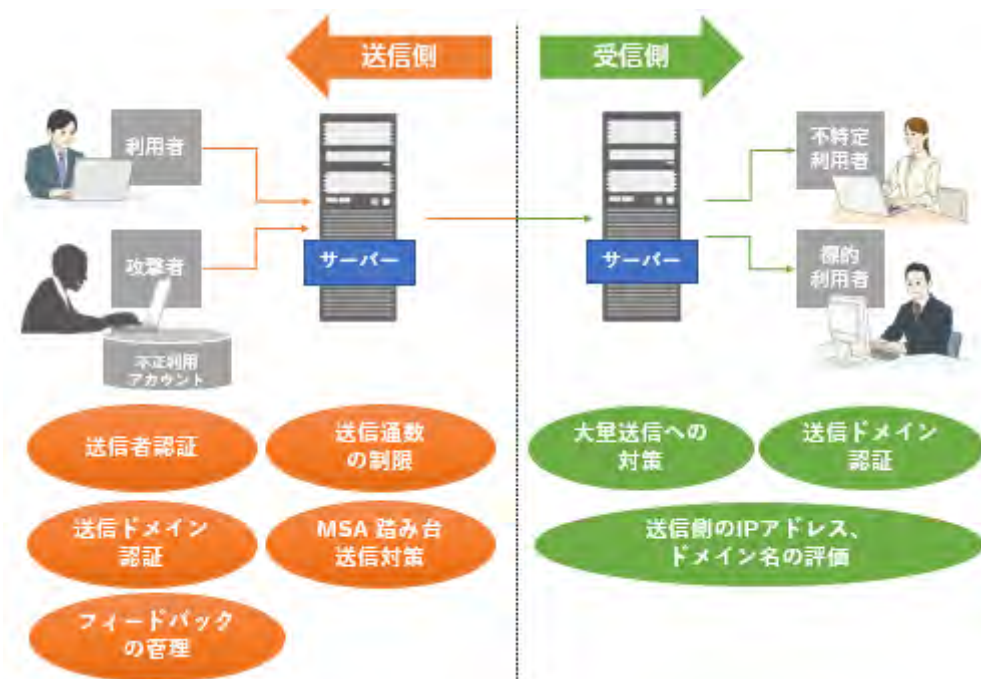 送信側
受信側
利用者
不特定
利用者
攻撃者
標的
利用者
サーバー
サーバー
不正利用
アカウント
送信者認証
送信通数
の制限
大量送信への
対策
送信ドメイン
認証
送信ドメイン
認証
MSA 踏み台
送信対策
送信側のIPアドレス、
ドメイン名の評価
フィードバック
の管理